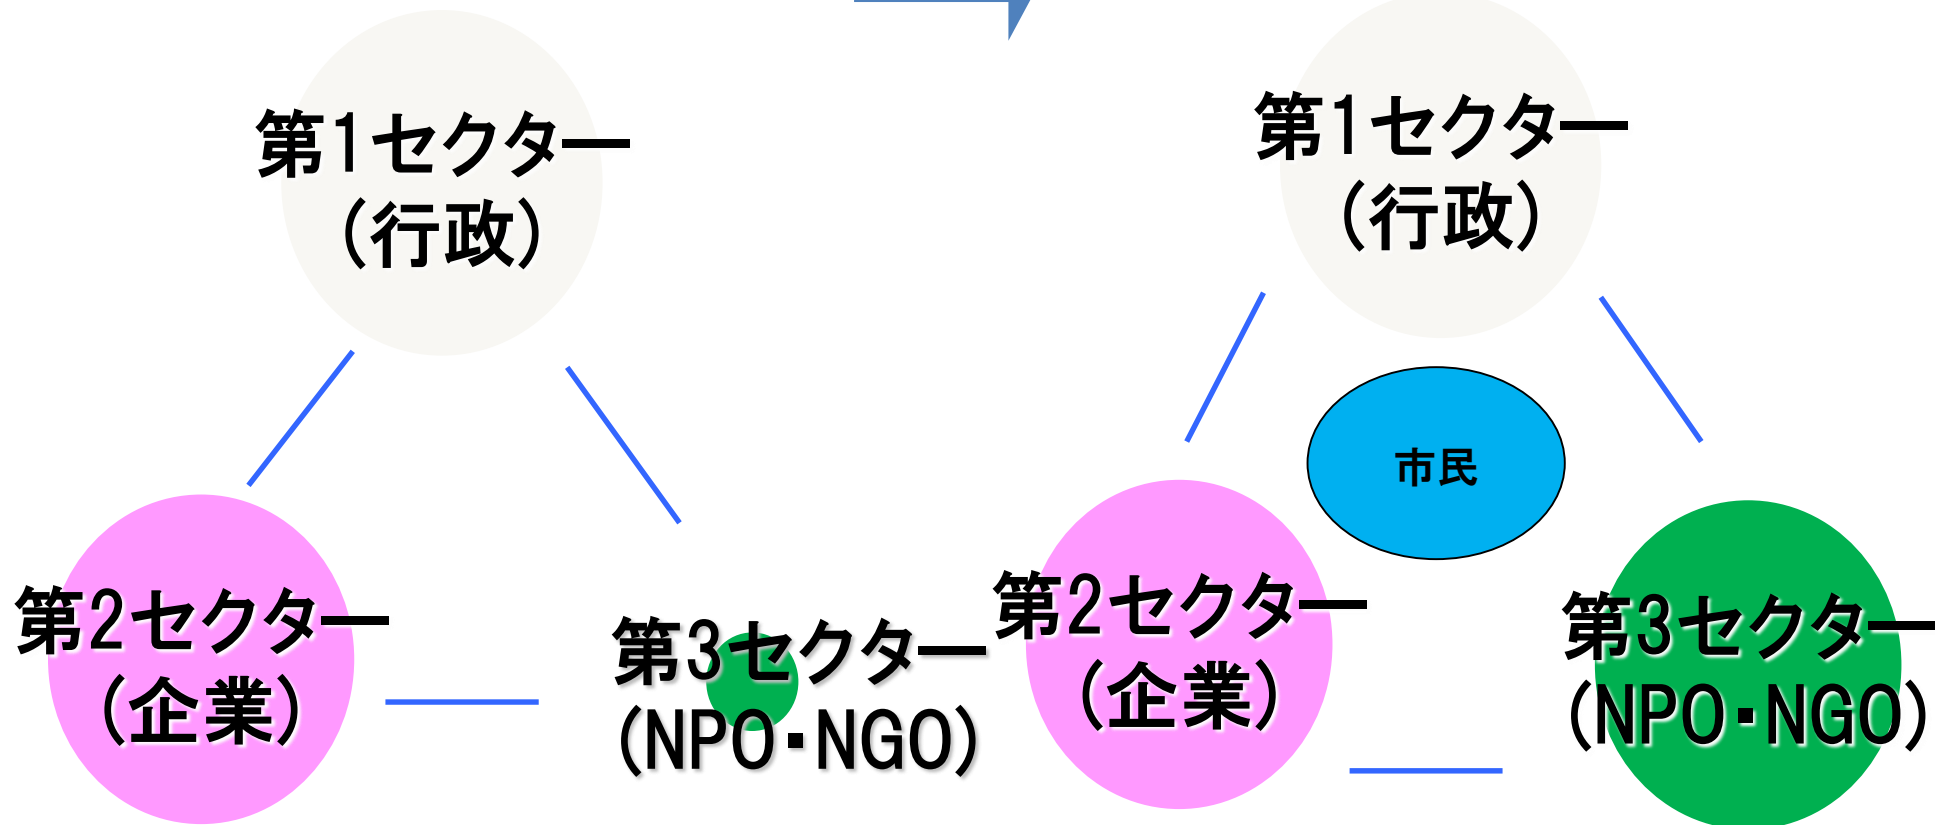 第1セクター
（行政）
第2セクター
（企業）
第3セクター
（NPO・NGO）
第1セクター
（行政）
市民
第2セクター
（企業）
第3セクター
（NPO・NGO）